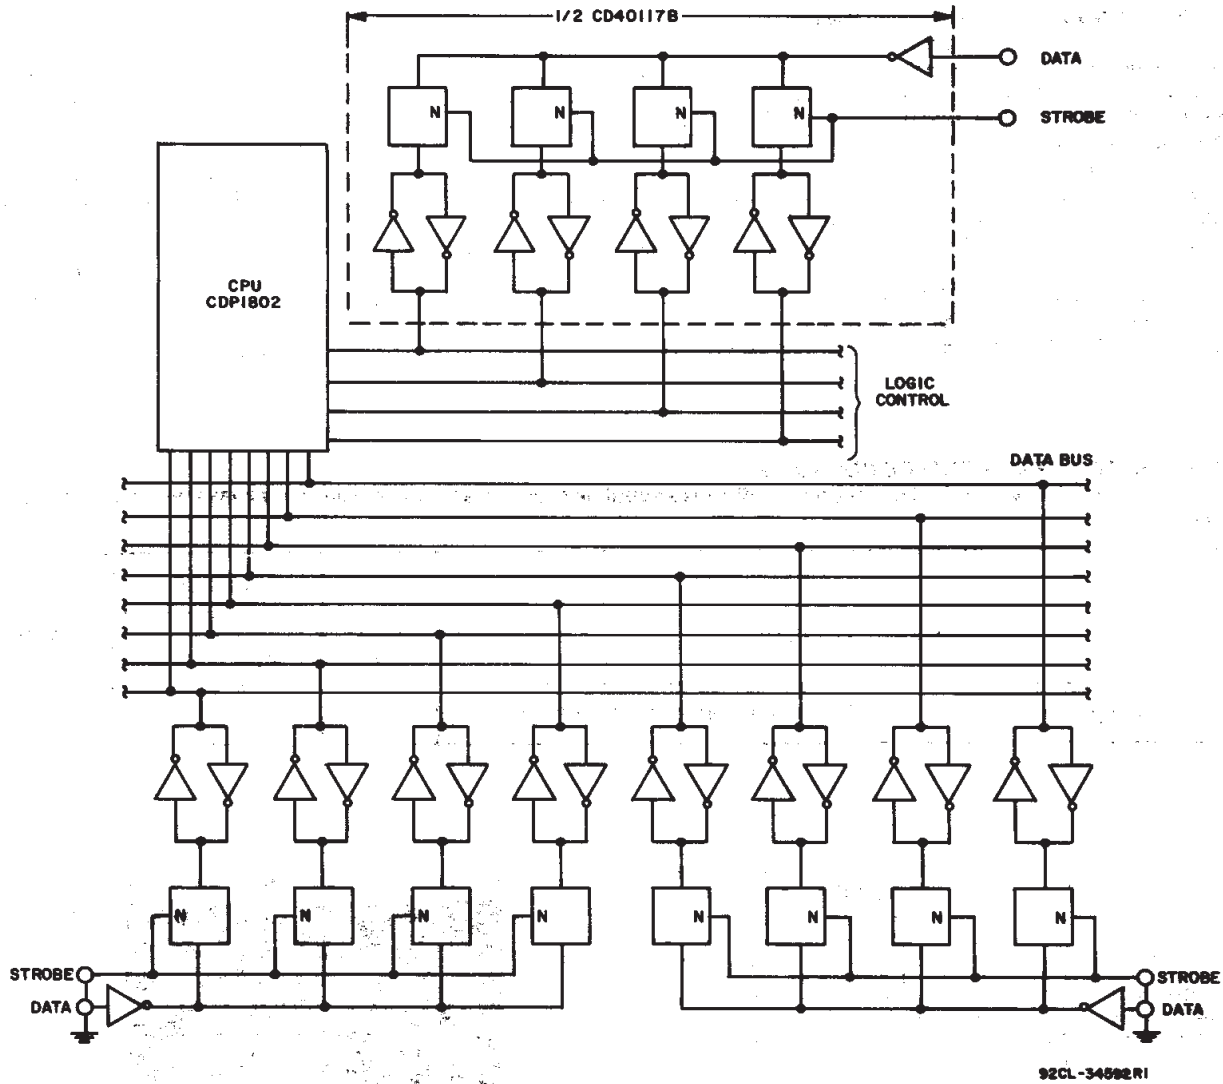 1/2 CD40117B
DATA
N N N N
STROBE
CPU
CDP1802
LOGIC
CONTROL
DATA BUS
N N N N N N N N
STROBE
STROBE
DATA
DATA
92CL-34592R1